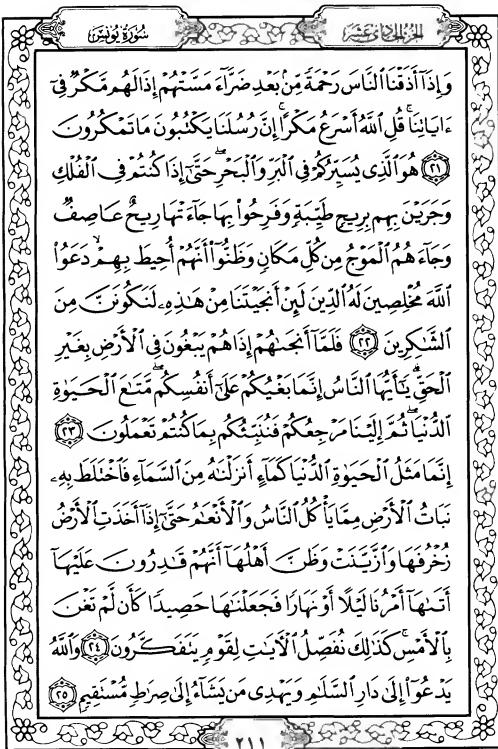 الجزء الحادي عشر
سورة يونس
وَإِذَآ أَذَقْنَا ٱلنَّاسَ رَحْمَةً مِّنۢ بَعْدِ ضَرَّآءَ مَسَّتْهُمْ إِذَا لَهُم مَّكْرٌ فِىٓ
ءَايَاتِنَا ۚ قُلِ ٱللَّهُ أَسْرَعُ مَكْرًا ۚ إِنَّ رُسُلَنَا يَكْتُبُونَ مَا تَمْكُرُونَ
٢١ هُوَ ٱلَّذِى يُسَيِّرُكُمْ فِى ٱلْبَرِّ وَٱلْبَحْرِ ۖ حَتَّىٰٓ إِذَا كُنتُمْ فِى ٱلْفُلْكِ
وَجَرَيْنَ بِهِم بِرِيحٍ طَيِّبَةٍ وَفَرِحُوا۟ بِهَا جَآءَتْهَا رِيحٌ عَاصِفٌ
وَجَآءَهُمُ ٱلْمَوْجُ مِن كُلِّ مَكَانٍ وَظَنُّوٓا۟ أَنَّهُمْ أُحِيطَ بِهِمْ ۙ دَعَوُا۟
ٱللَّهَ مُخْلِصِينَ لَهُ ٱلدِّينَ لَئِنْ أَنجَيْتَنَا مِنْ هَٰذِهِۦ لَنَكُونَنَّ مِنَ
ٱلشَّٰكِرِينَ ٢٢ فَلَمَّآ أَنجَىٰهُمْ إِذَا هُمْ يَبْغُونَ فِى ٱلْأَرْضِ بِغَيْرِ
ٱلْحَقِّ ۗ يَٰٓأَيُّهَا ٱلنَّاسُ إِنَّمَا بَغْيُكُمْ عَلَىٰٓ أَنفُسِكُم ۖ مَّتَٰعَ ٱلْحَيَوٰةِ
ٱلدُّنْيَا ۖ ثُمَّ إِلَيْنَا مَرْجِعُكُمْ فَنُنَبِّئُكُم بِمَا كُنتُمْ تَعْمَلُونَ ٢٣
إِنَّمَا مَثَلُ ٱلْحَيَوٰةِ ٱلدُّنْيَا كَمَآءٍ أَنزَلْنَٰهُ مِنَ ٱلسَّمَآءِ فَٱخْتَلَطَ بِهِۦ
نَبَاتُ ٱلْأَرْضِ مِمَّا يَأْكُلُ ٱلنَّاسُ وَٱلْأَنْعَٰمُ حَتَّىٰٓ إِذَآ أَخَذَتِ ٱلْأَرْضُ
زُخْرُفَهَا وَٱزَّيَّنَتْ وَظَنَّ أَهْلُهَآ أَنَّهُمْ قَٰدِرُونَ عَلَيْهَآ
أَتَىٰهَآ أَمْرُنَا لَيْلًا أَوْ نَهَارًا فَجَعَلْنَٰهَا حَصِيدًا كَأَن لَّمْ تَغْنَ
بِٱلْأَمْسِ ۚ كَذَٰلِكَ نُفَصِّلُ ٱلْءَايَٰتِ لِقَوْمٍ يَتَفَكَّرُونَ ٢٤ وَٱللَّهُ
يَدْعُوٓا۟ إِلَىٰ دَارِ ٱلسَّلَٰمِ وَيَهْدِى مَن يَشَآءُ إِلَىٰ صِرَٰطٍ مُّسْتَقِيمٍ ٢٥
٢١١